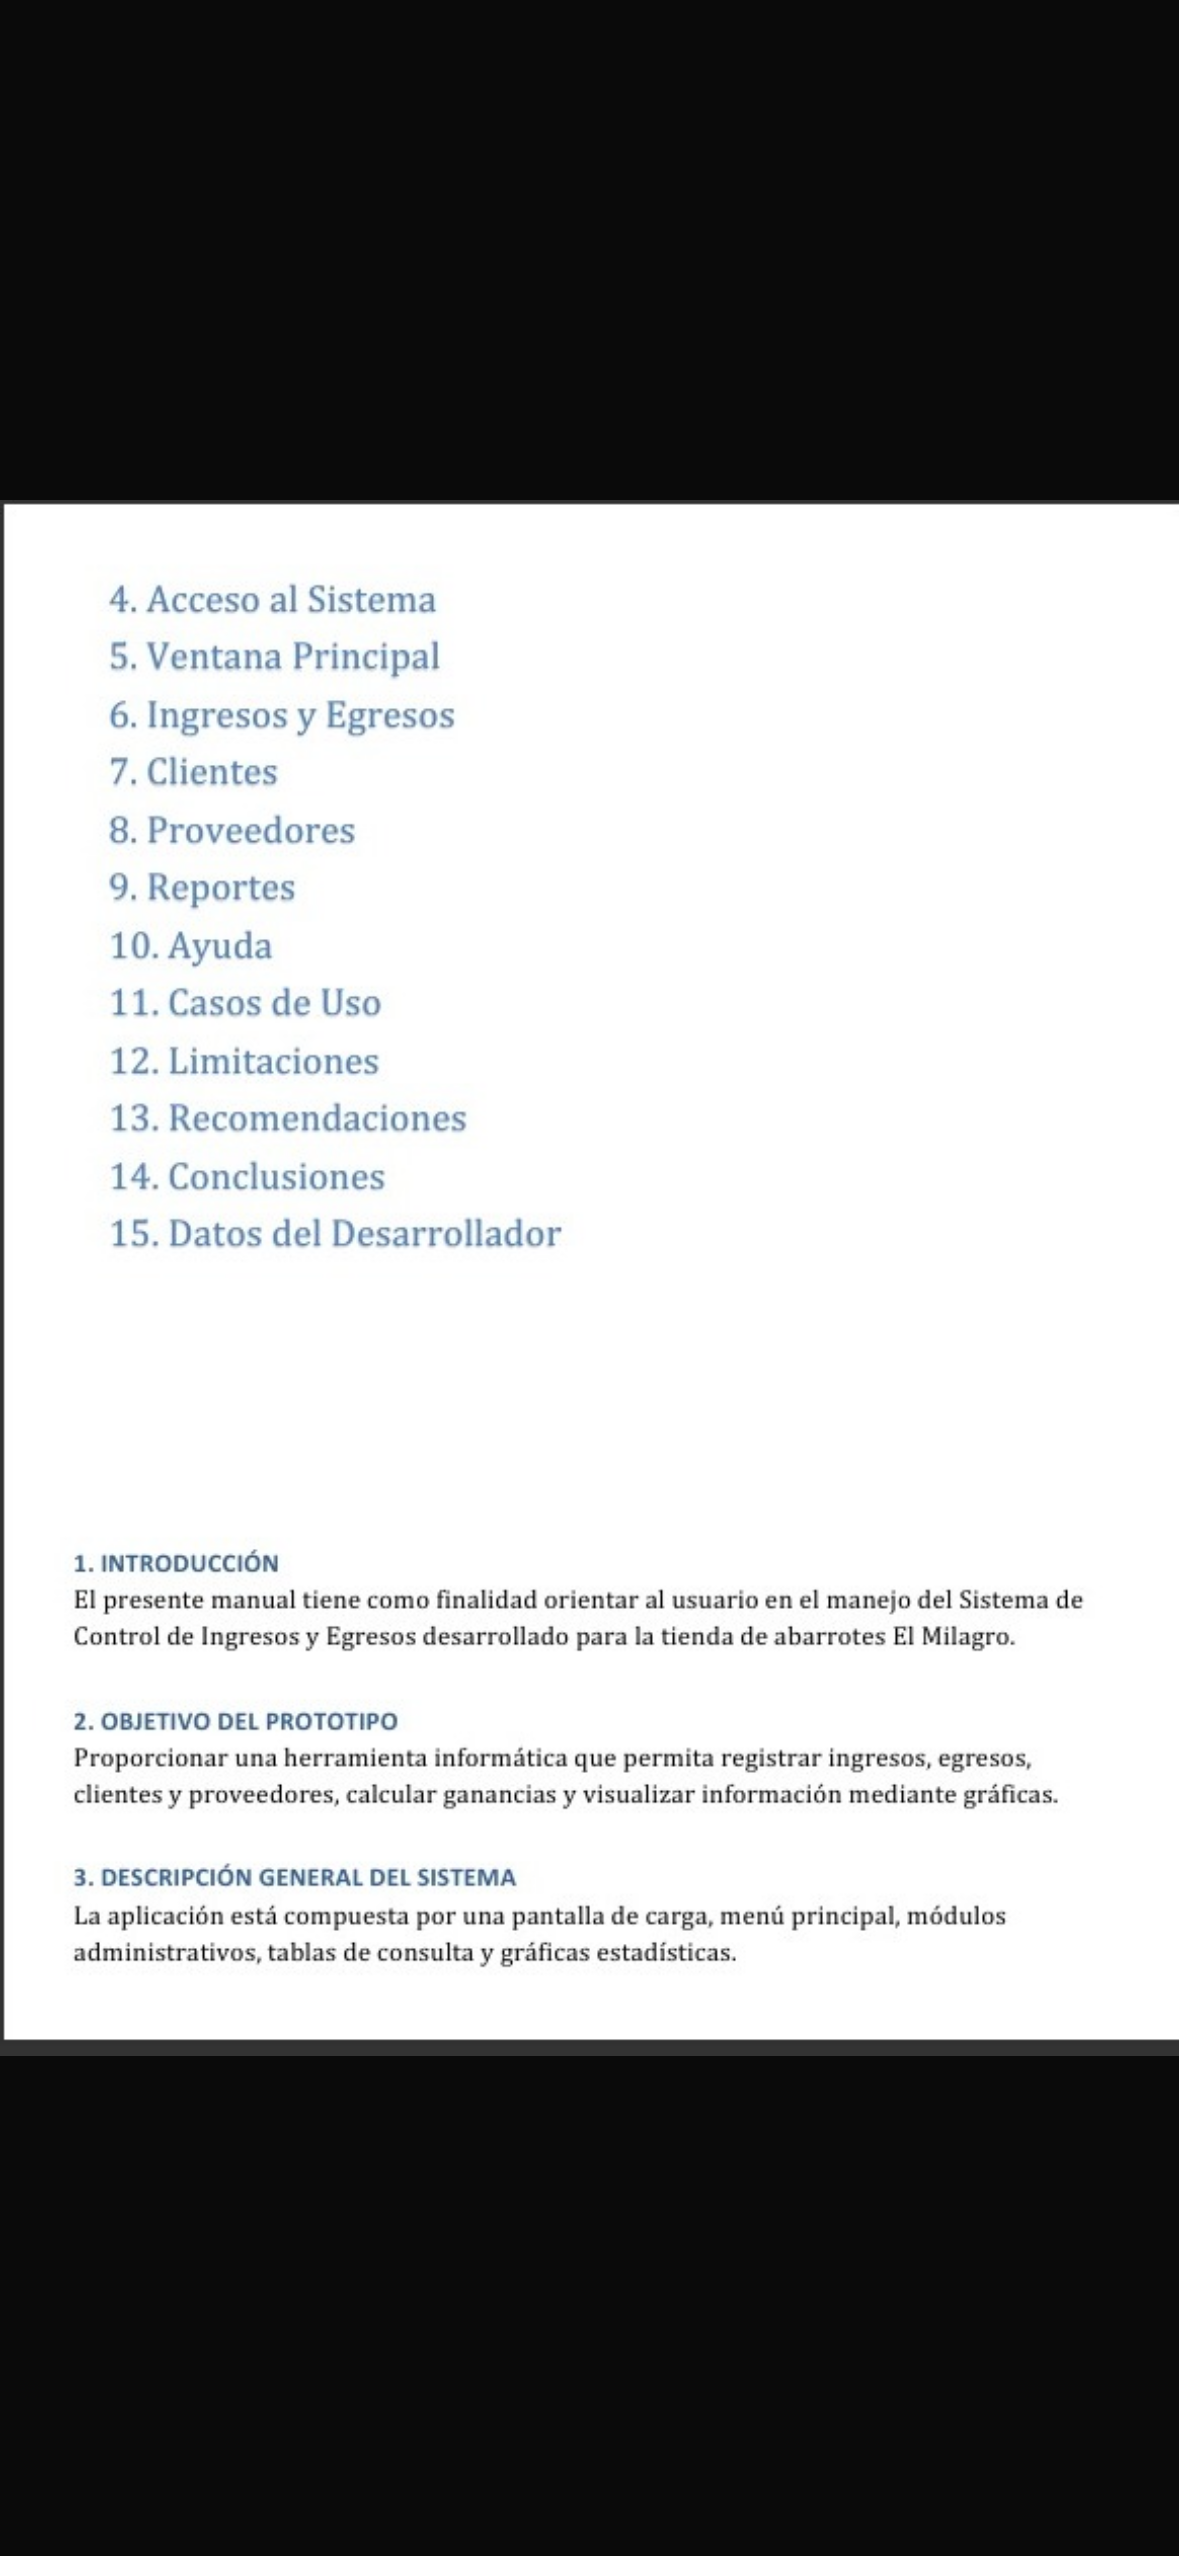 4. Acceso al Sistema
5. Ventana Principal
6. Ingresos y Egresos
7. Clientes
8. Proveedores
9. Reportes
10. Ayuda
11. Casos de Uso
12. Limitaciones
13. Recomendaciones
14. Conclusiones
15. Datos del Desarrollador
1. INTRODUCCIÓN
El presente manual tiene como finalidad orientar al usuario en el manejo del Sistema de
Control de Ingresos y Egresos desarrollado para la tienda de abarrotes El Milagro.
2. OBJETIVO DEL PROTOTIPO
Proporcionar una herramienta informática que permita registrar ingresos, egresos,
clientes y proveedores, calcular ganancias y visualizar información mediante gráficas.
3. DESCRIPCIÓN GENERAL DEL SISTEMA
La aplicación está compuesta por una pantalla de carga, menú principal, módulos
administrativos, tablas de consulta y gráficas estadísticas.